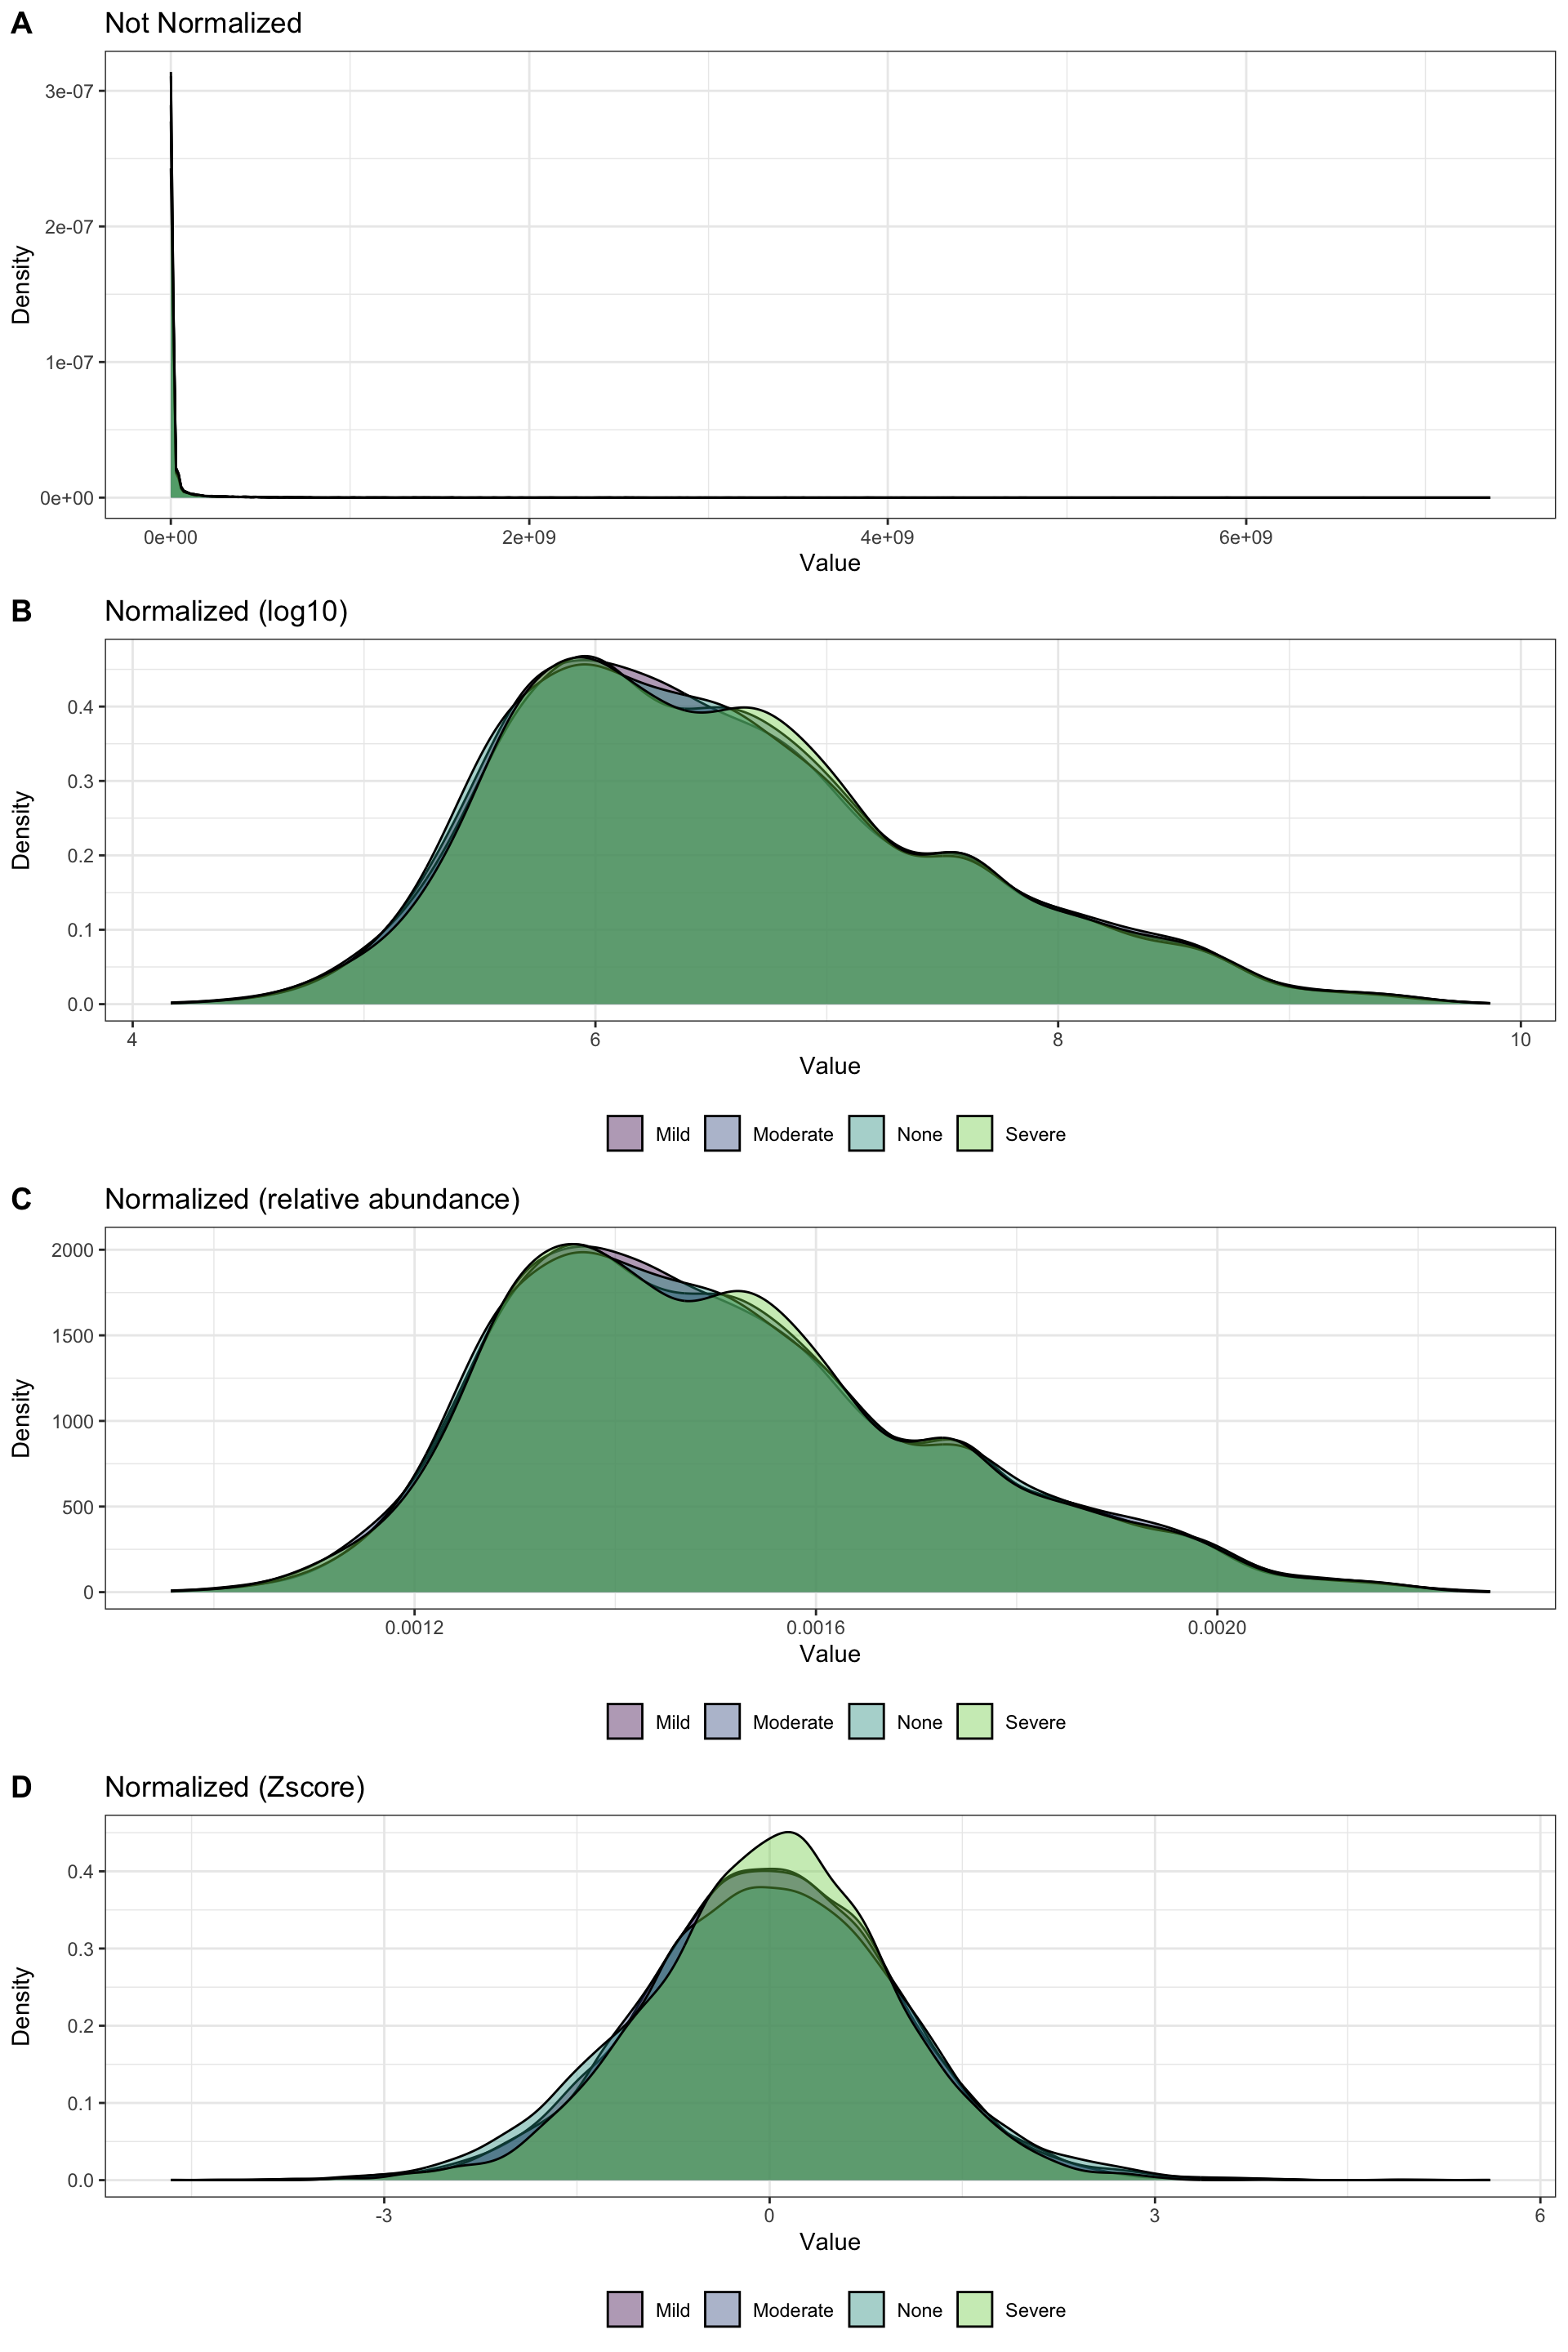 A Not Normalized
3e-07
2e-07
1e-07
0e+00
Density
0e+00 2e+09 4e+09 6e+09
Value
B Normalized (log10)
0.4
0.3
0.2
0.1
0.0
Density
4 6 8 10
Value
Mild Moderate None Severe
C Normalized (relative abundance)
2000
1500
1000
500
0
Density
0.0012 0.0016 0.0020
Value
Mild Moderate None Severe
D Normalized (Zscore)
0.4
0.3
0.2
0.1
0.0
Density
-3 0 3 6
Value
Mild Moderate None Severe